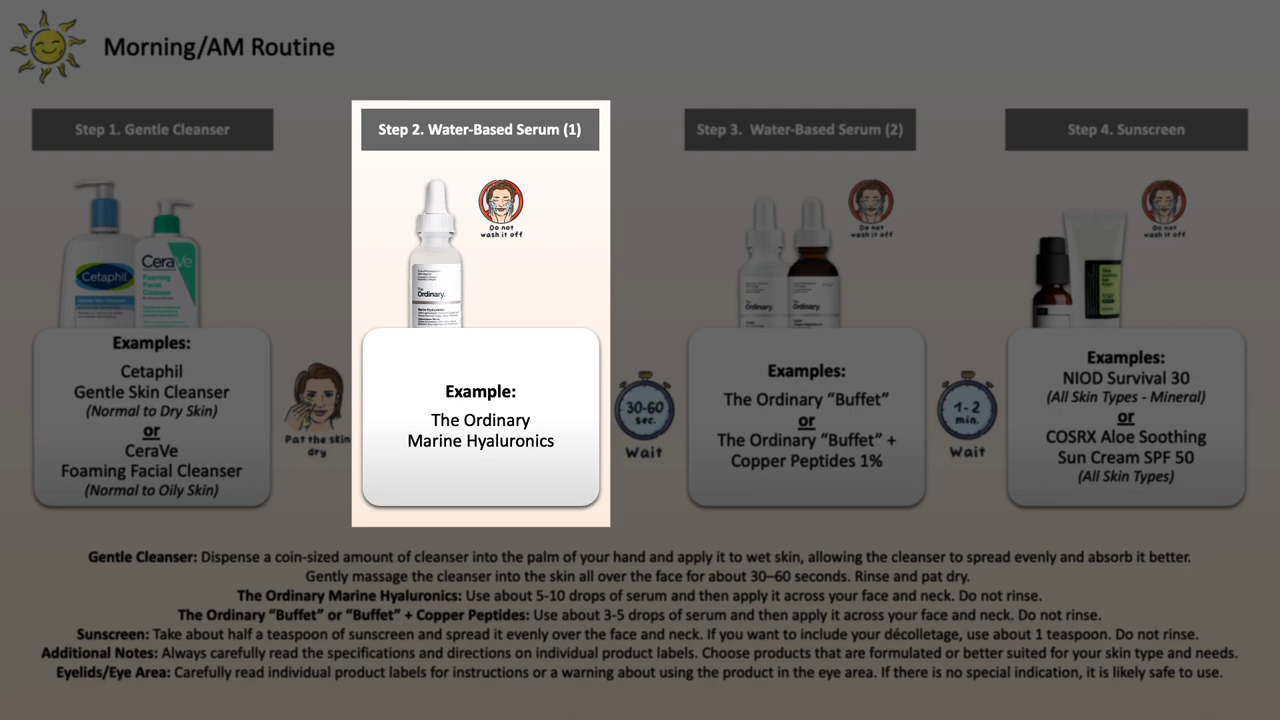 Morning/AM Routine
Step 1. Gentle Cleanser
Cetaphil
Gentle Skin Cleanser
CeraVe
Foaming
Facial
Cleanser
Examples:
Cetaphil
Gentle Skin Cleanser
(Normal to Dry Skin)
or
CeraVe
Foaming Facial Cleanser
(Normal to Oily Skin)
Pat the skin
dry
Step 2. Water-Based Serum (1)
Do not
wash it off
The
Ordinary.
Marine Hyaluronics
Example:
The Ordinary
Marine Hyaluronics
30-60
sec.
Wait
Step 3.  Water-Based Serum (2)
Do not
wash it off
The
Ordinary.
The
Ordinary.
Examples:
The Ordinary “Buffet”
or
The Ordinary “Buffet” +
Copper Peptides 1%
1- 2
min.
Wait
Step 4. Sunscreen
Do not
wash it off
Examples:
NIOD Survival 30
(All Skin Types - Mineral)
or
COSRX Aloe Soothing
Sun Cream SPF 50
(All Skin Types)
Gentle Cleanser: Dispense a coin-sized amount of cleanser into the palm of your hand and apply it to wet skin, allowing the cleanser to spread evenly and absorb it better.
Gently massage the cleanser into the skin all over the face for about 30–60 seconds. Rinse and pat dry.
The Ordinary Marine Hyaluronics: Use about 5-10 drops of serum and then apply it across your face and neck. Do not rinse.
The Ordinary “Buffet” or “Buffet” + Copper Peptides: Use about 3-5 drops of serum and then apply it across your face and neck. Do not rinse.
Sunscreen: Take about half a teaspoon of sunscreen and spread it evenly over the face and neck. If you want to include your décolletage, use about 1 teaspoon. Do not rinse.
Additional Notes: Always carefully read the specifications and directions on individual product labels. Choose products that are formulated or better suited for your skin type and needs.
Eyelids/Eye Area: Carefully read individual product labels for instructions or a warning about using the product in the eye area. If there is no special indication, it is likely safe to use.